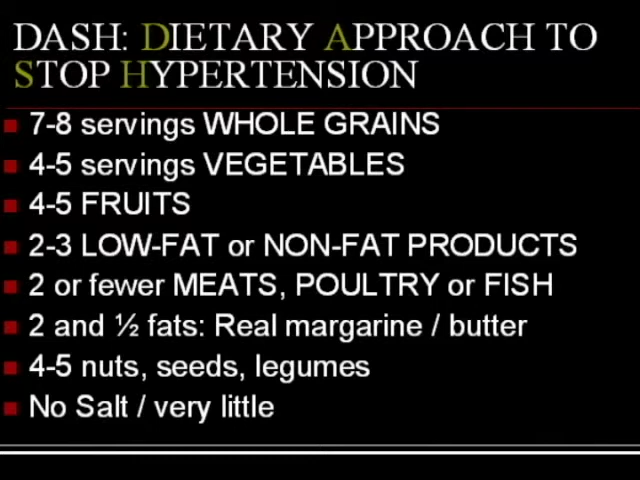 DASH: DIETARY APPROACH TO
STOP HYPERTENSION
7-8 servings WHOLE GRAINS
4-5 servings VEGETABLES
4-5 FRUITS
2-3 LOW-FAT or NON-FAT PRODUCTS
2 or fewer MEATS, POULTRY or FISH
2 and ½ fats: Real margarine / butter
4-5 nuts, seeds, legumes
No Salt / very little